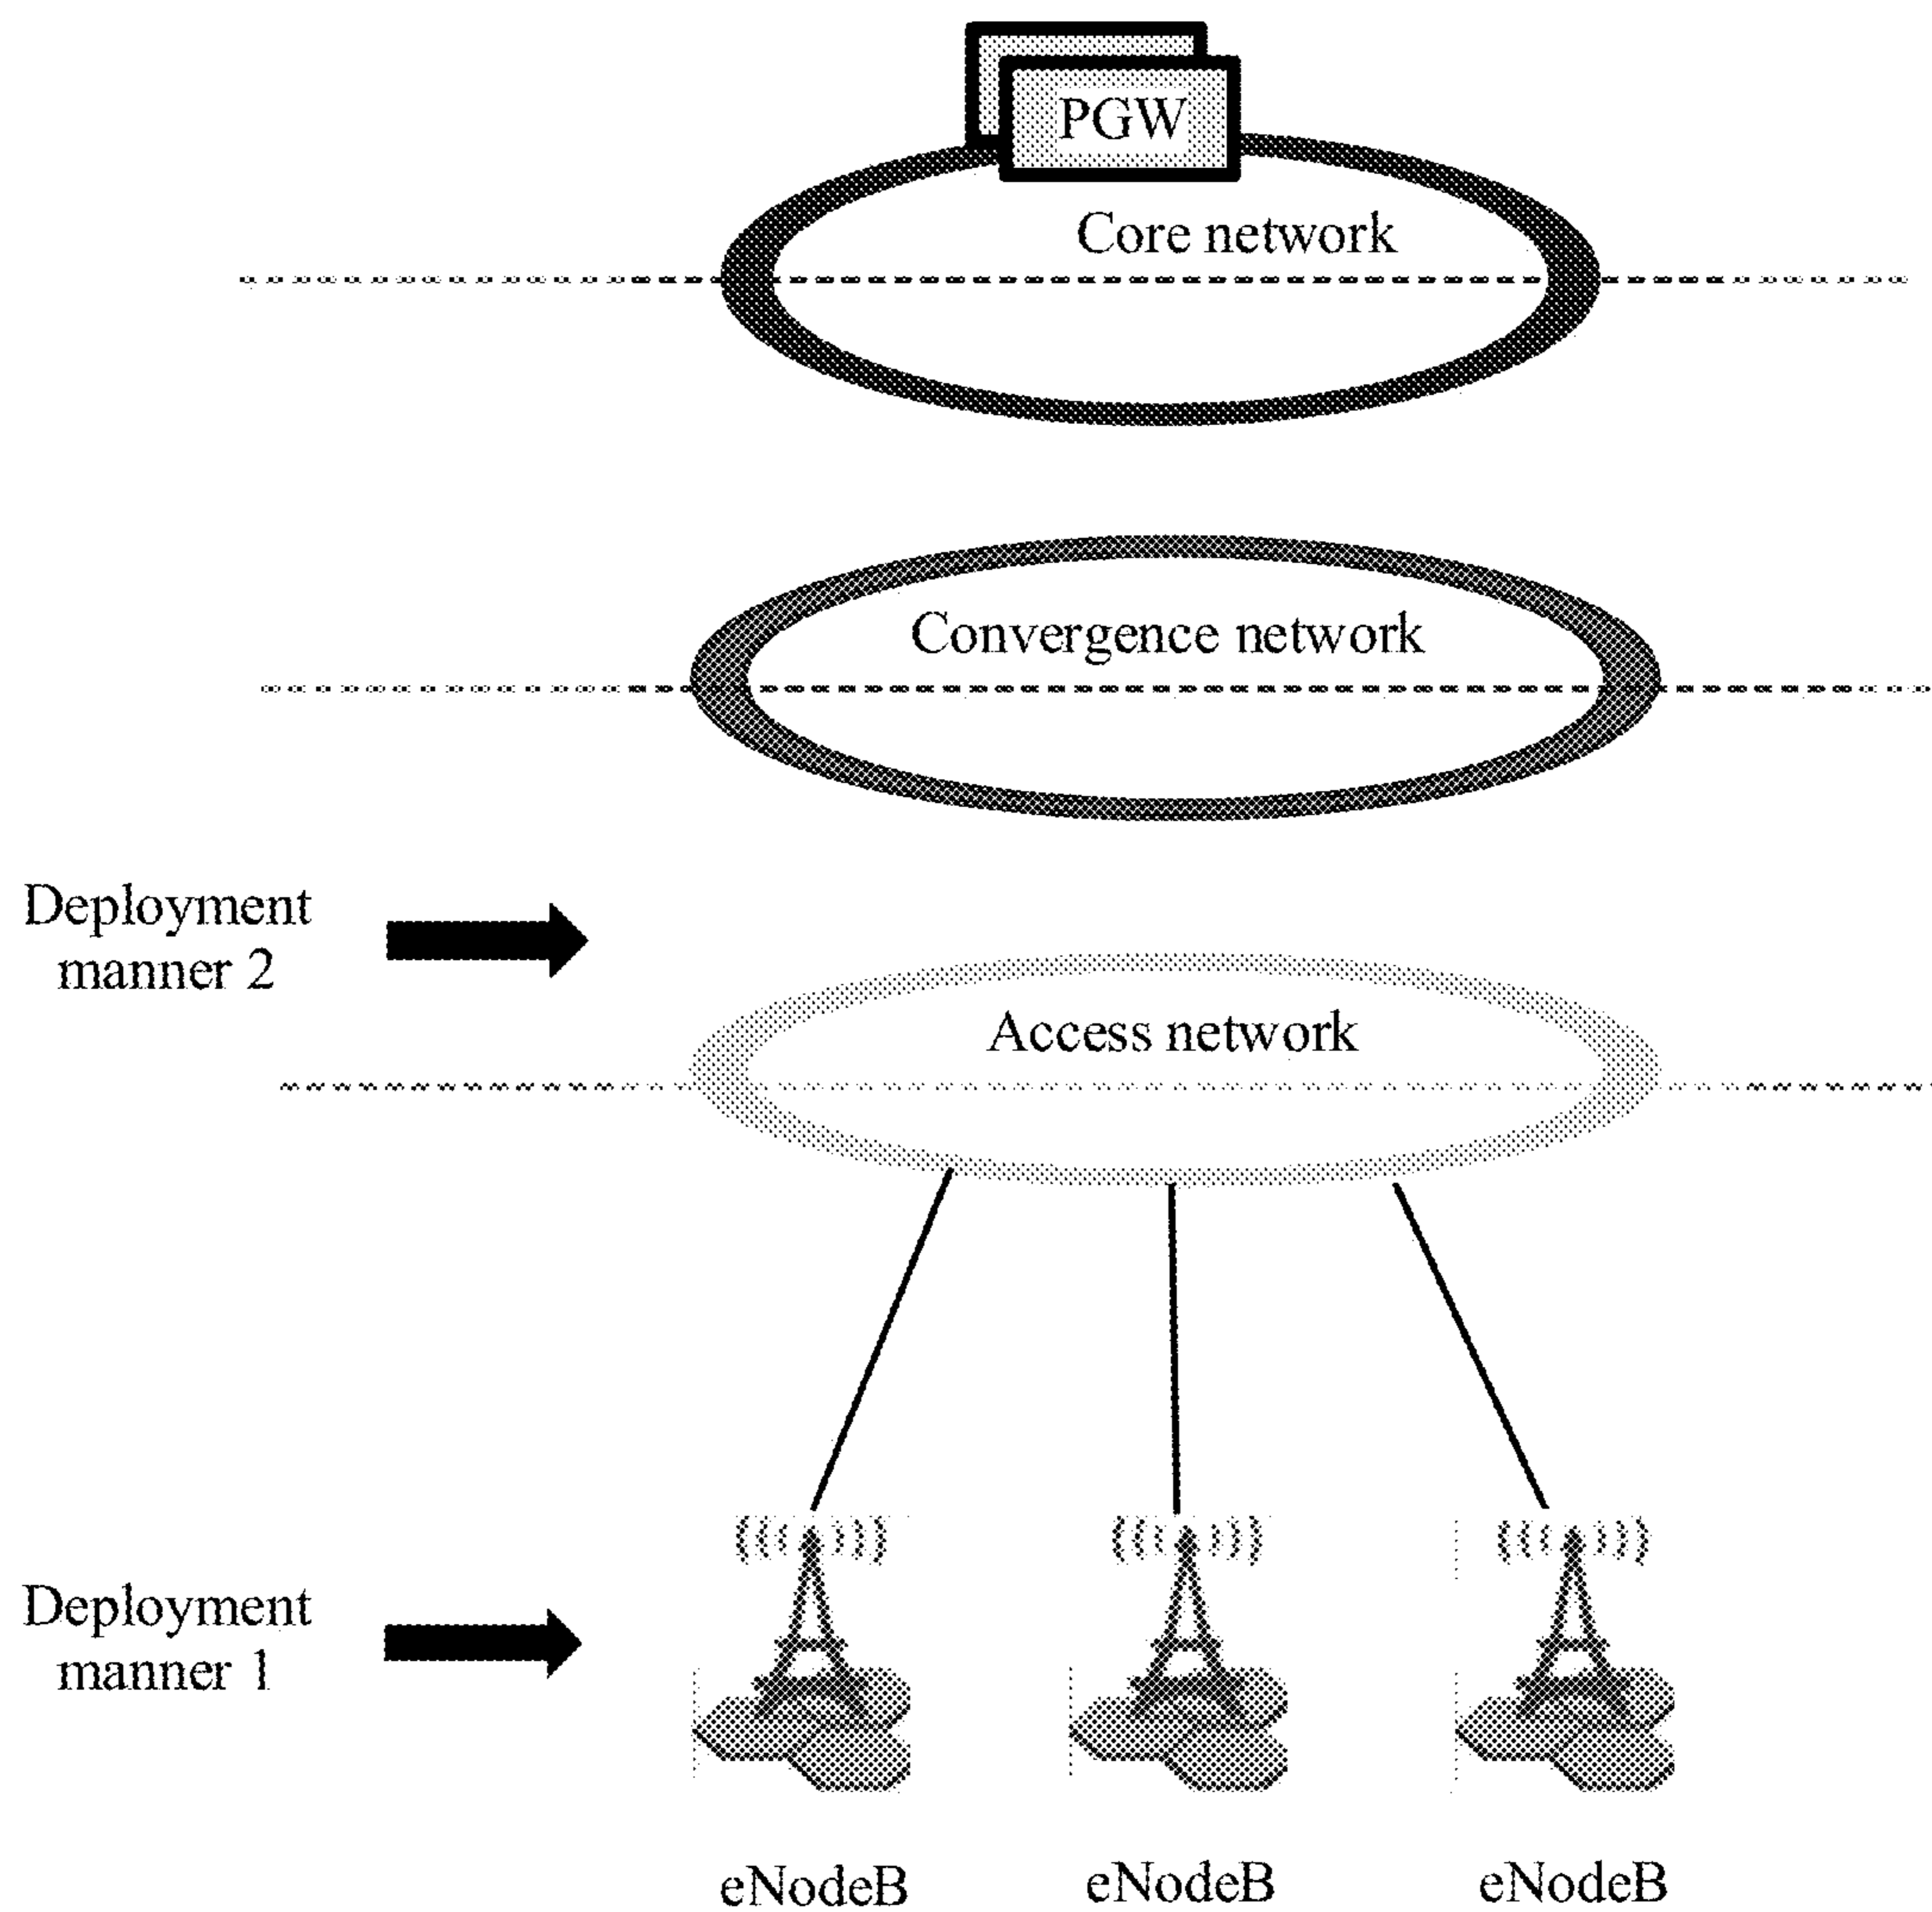 PGW
Core network
Convergence network
Deployment
manner 2
Access network
Deployment
manner 1
eNodeB eNodeB eNodeB